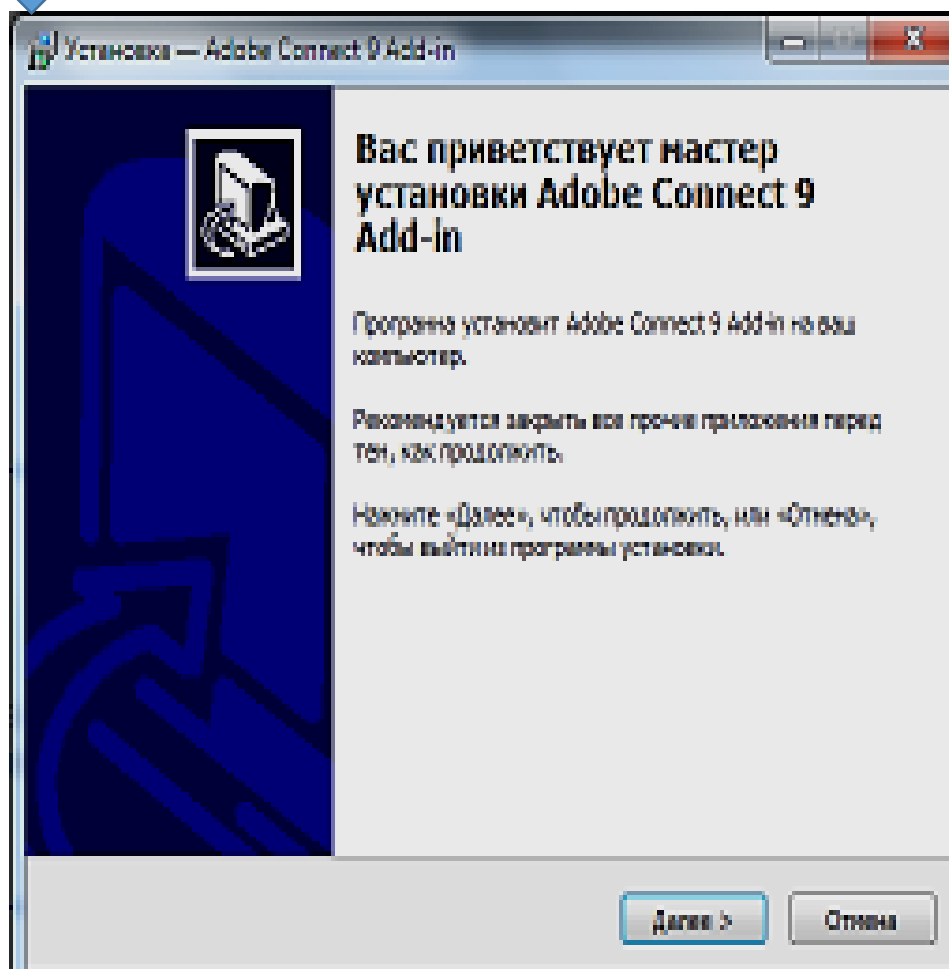 Установка — Adobe Connect 9 Add-in
Вас приветствует мастер
установки Adobe Connect 9
Add-in
Программа установит Adobe Connect 9 Add-in на ваш
компьютер.
Рекомендуется закрыть все прочие приложения перед
тем, как продолжить.
Нажмите «Далее», чтобы продолжить, или «Отмена»,
чтобы выйти из программы установки.
Далее >
Отмена